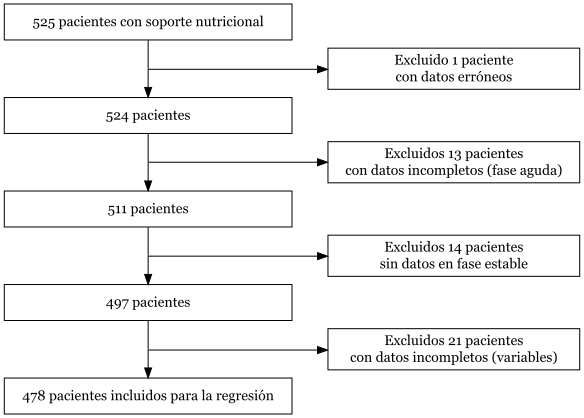 525 pacientes con soporte nutricional
Excluido 1 paciente
con datos erróneos
524 pacientes
Excluidos 13 pacientes
con datos incompletos (fase aguda)
511 pacientes
Excluidos 14 pacientes
sin datos en fase estable
497 pacientes
Excluidos 21 pacientes
con datos incompletos (variables)
478 pacientes incluidos para la regresión